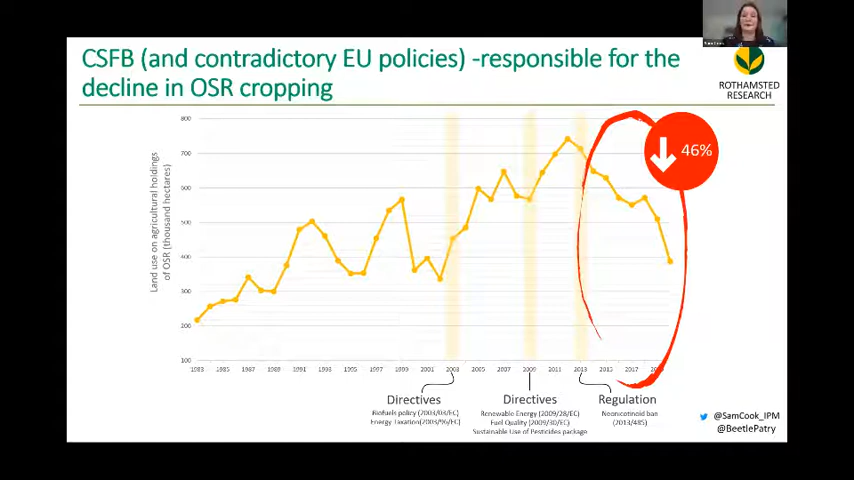 CSFB (and contradictory EU policies) -responsible for the
decline in OSR cropping
ROTHAMSTED
RESEARCH
46%
Land use on agricultural holdings
of OSR (thousand hectares)
800
700
600
500
400
300
200
100
1983 1985 1987 1989 1991 1993 1995 1997 1999 2001 2003 2005 2007 2009 2011 2013 2015 2017
Directives
Biofuels policy (2003/03/EC)
Energy Taxation(2003/96/EC)
Directives
Renewable Energy (2009/28/EC)
Fuel Quality (2009/30/EC)
Sustainable Use of Pesticides package
Regulation
Neonicotinoid ban
(2013/485)
@SamCook_IPM
@BeetlePatry